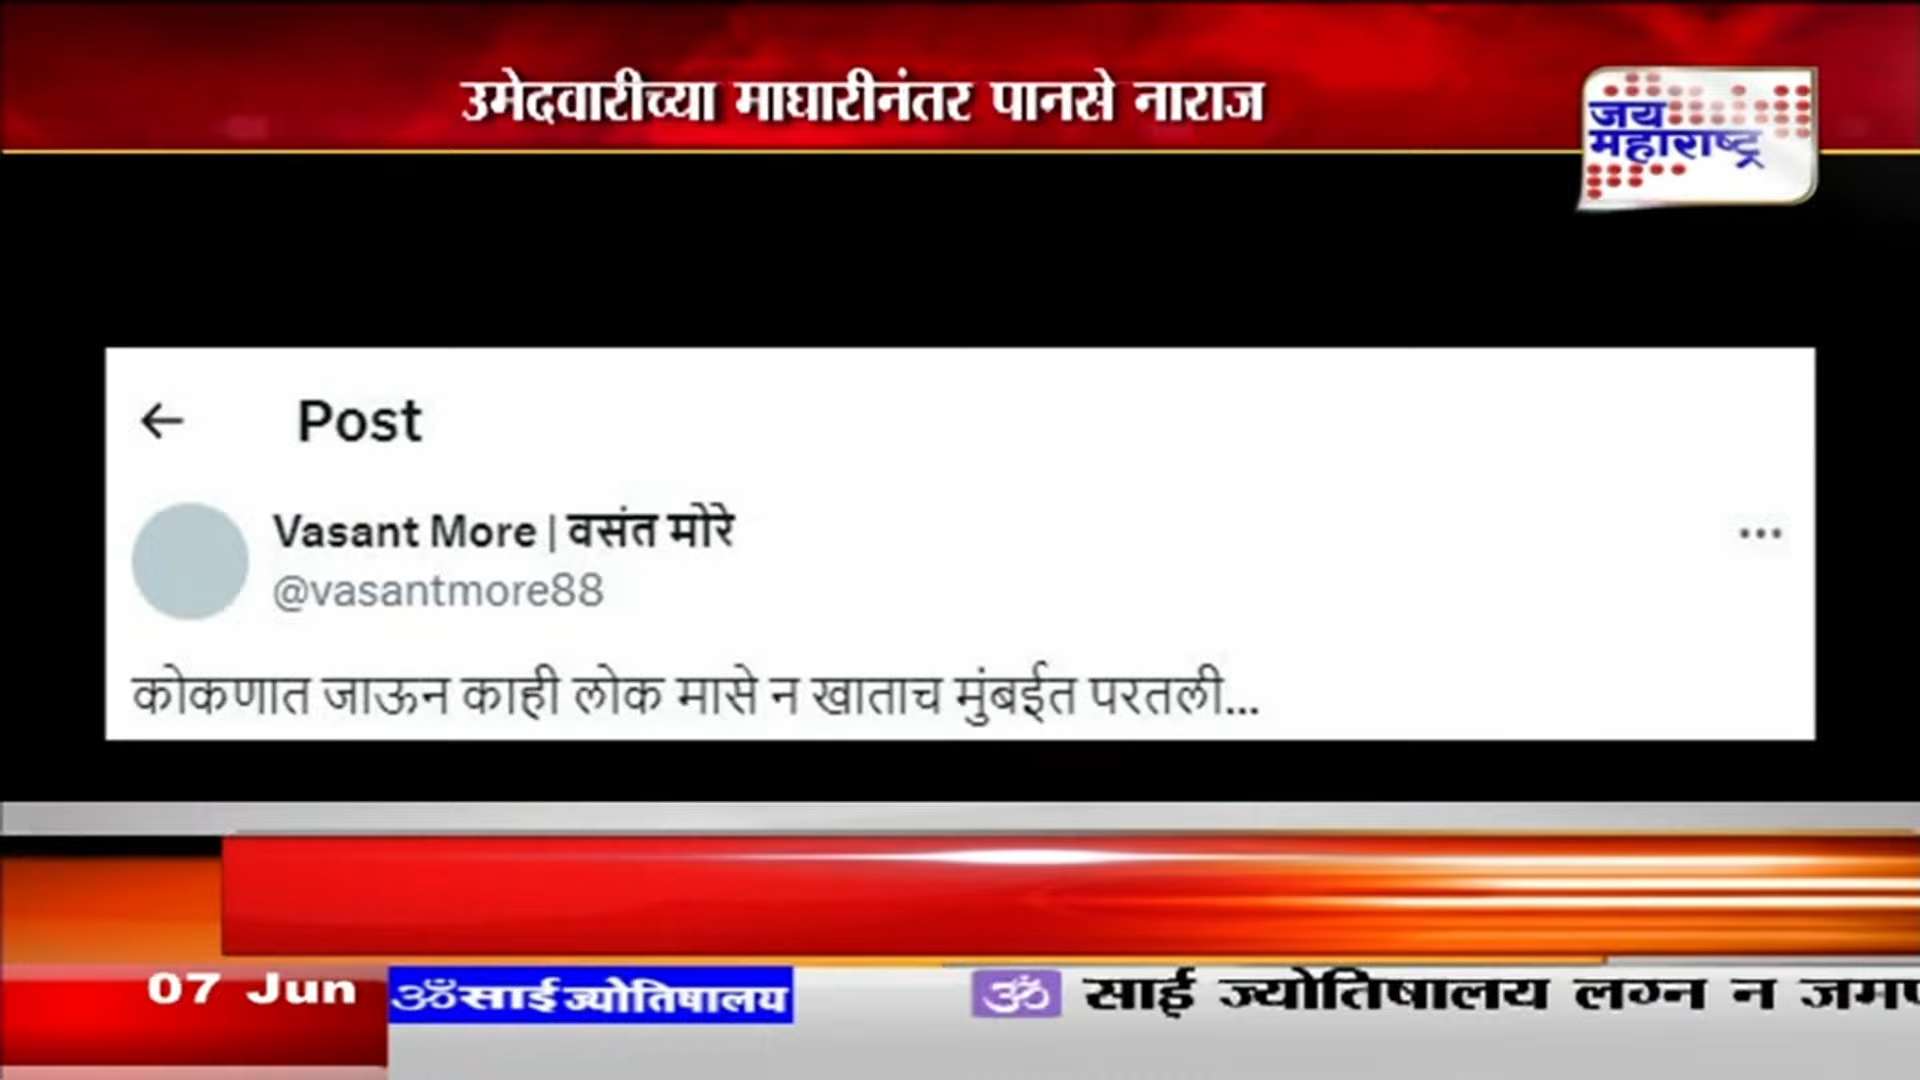 उमेदवारीच्या माघारीनंतर पानसे नाराज
जय
महाराष्ट्र
← Post
Vasant More | वसंत मोरे
...
@vasantmore88
कोकणात जाऊन काही लोक मासे न खाताच मुंबईत परतली...
07 Jun
ॐ साई ज्योतिषालय
ॐ साई ज्योतिषालय लग्न न